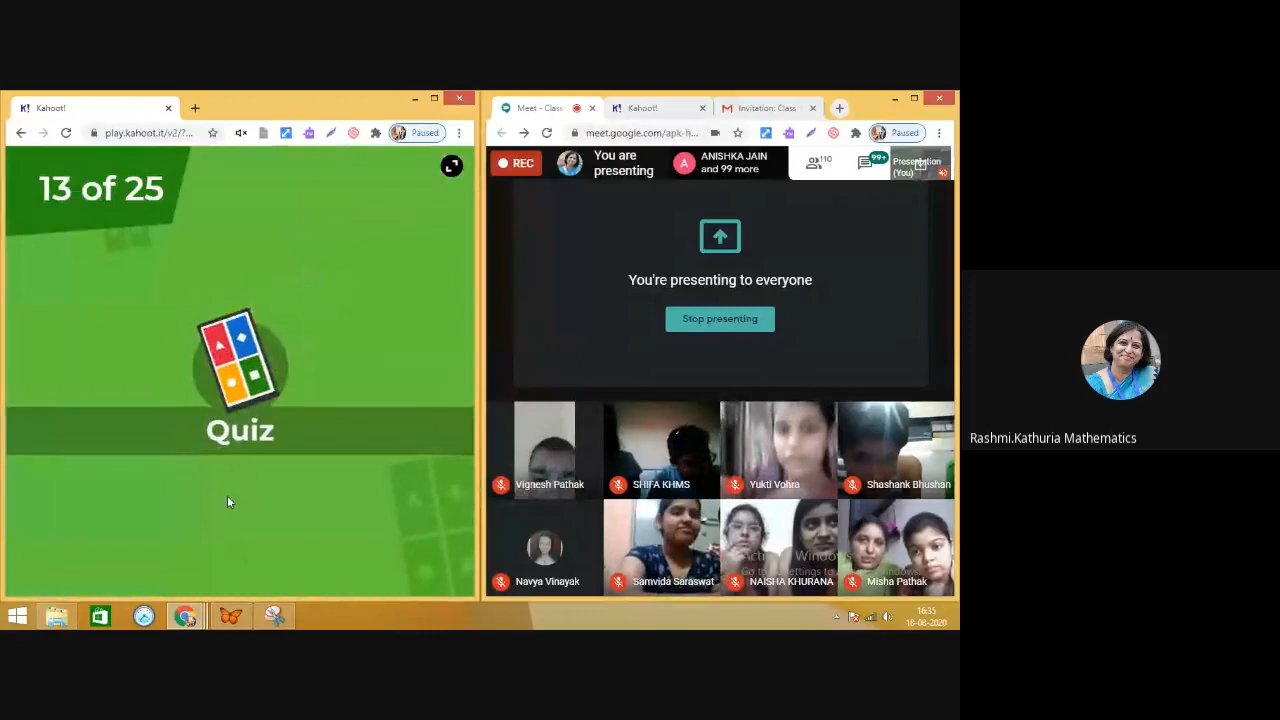 Kahoot!
play.kahoot.it/v2/?...
Paused
13 of 25
Quiz
Meet - Class
Kahoot!
Invitation: Class
meet.google.com/apk-h...
Paused
REC
You are
presenting
A
ANISHKA JAIN
and 99 more
110
99+
Presentation
(You)
You're presenting to everyone
Stop presenting
Vignesh Pathak
SHIFA KHMS
Yukti Vohra
Shashank Bhushan
Navya Vinayak
Samvida Saraswat
NAISHA KHURANA
Misha Pathak
Windows
16:35
18-08-2020
Rashmi.Kathuria Mathematics